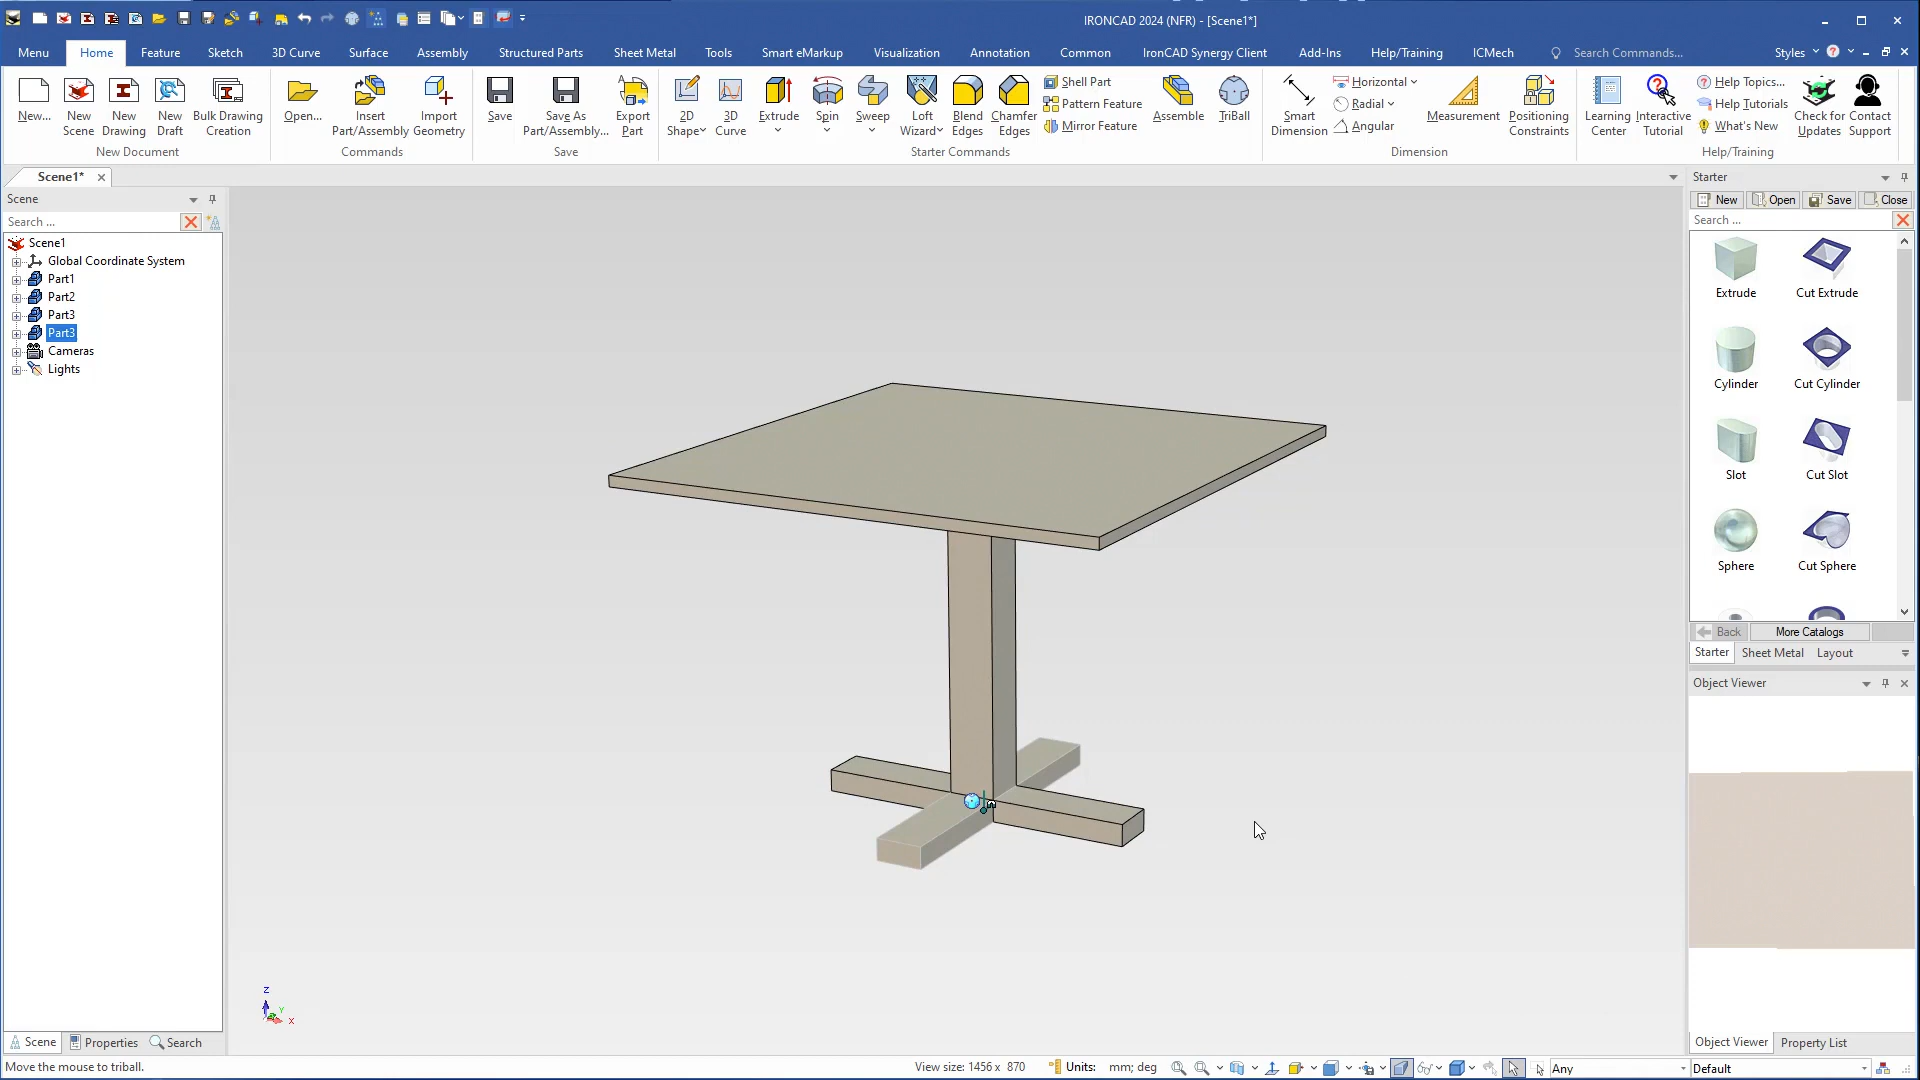 IRONCAD 2024 (NFR) - [Scene1*]
Menu Home Feature Sketch 3D Curve Surface Assembly Structured Parts Sheet Metal Tools Smart eMarkup Visualization Annotation Common IronCAD Synergy Client Add-Ins Help/Training ICMech Search Commands... Styles
New...
New Scene
New Drawing
New Draft
Bulk Drawing Creation
New Document
Open...
Insert Part/Assembly
Import Geometry
Commands
Save
Save As Part/Assembly...
Export Part
Save
2D Shape
3D Curve
Extrude
Spin
Sweep
Loft Wizard
Blend Edges
Chamfer Edges
Shell Part
Pattern Feature
Mirror Feature
Assemble
TriBall
Starter Commands
Smart Dimension
Horizontal
Radial
Angular
Measurement
Positioning Constraints
Dimension
Learning Center
Interactive Tutorial
Help Topics...
Help Tutorials
What's New
Check for Updates
Contact Support
Help/Training
Scene1*
Scene
Search ...
Scene1
Global Coordinate System
Part1
Part2
Part3
Part3
Cameras
Lights
Z
Y
X
Scene Properties Search
Starter
New Open Save Close
Search ...
Extrude Cut Extrude
Cylinder Cut Cylinder
Slot Cut Slot
Sphere Cut Sphere
Back More Catalogs
Starter Sheet Metal Layout
Object Viewer
Object Viewer Property List
Move the mouse to triball. View size: 1456 x 870 Units: mm; deg Any Default